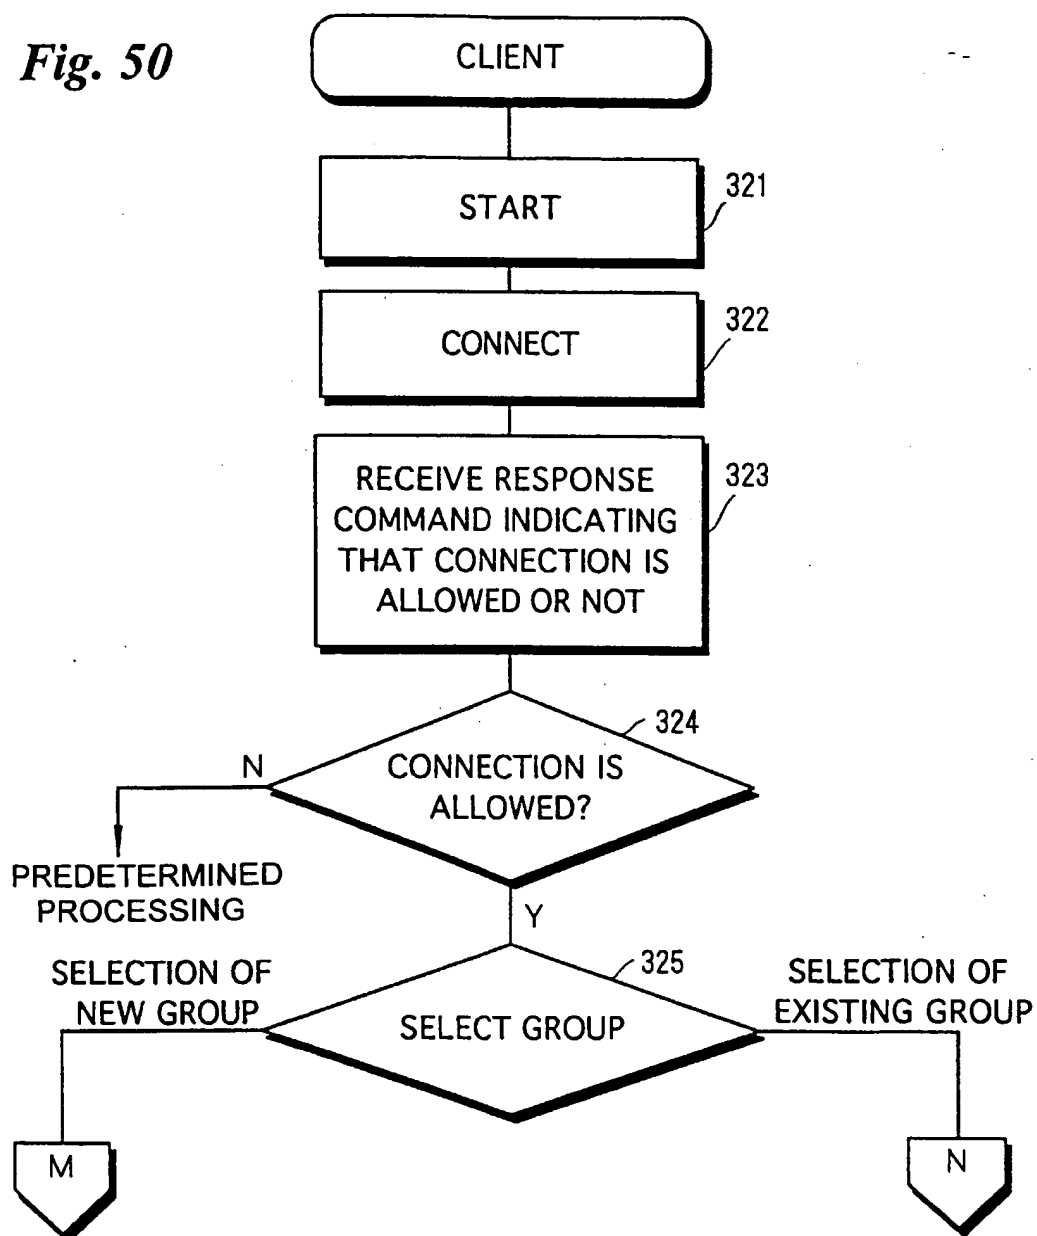 Fig. 50
CLIENT
START
321
CONNECT
322
RECEIVE RESPONSE
COMMAND INDICATING
THAT CONNECTION IS
ALLOWED OR NOT
323
324
CONNECTION IS
ALLOWED?
N
PREDETERMINED
PROCESSING
Y
325
SELECTION OF
NEW GROUP
SELECT GROUP
SELECTION OF
EXISTING GROUP
M
N